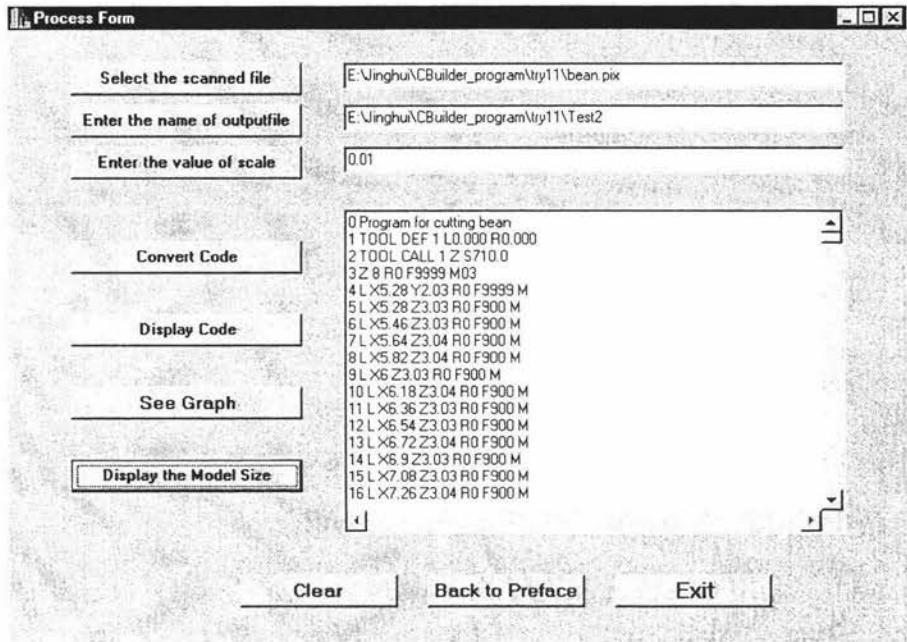 Process Form
Select the scanned file
E:\Jinghui\CBuilder_program\try11\bean.pix
Enter the name of outputfile
E:\Jinghui\CBuilder_program\try11\Test2
Enter the value of scale
0.01
Convert Code
Display Code
See Graph
Display the Model Size
0 Program for cutting bean
1 TOOL DEF 1 L0.000 R0.000
2 TOOL CALL 1 Z S710.0
3 Z 8 R0 F9999 M03
4 L X5.28 Y2.03 R0 F9999 M
5 L X5.28 Z3.03 R0 F900 M
6 L X5.46 Z3.03 R0 F900 M
7 L X5.64 Z3.04 R0 F900 M
8 L X5.82 Z3.04 R0 F900 M
9 L X6 Z3.03 R0 F900 M
10 L X6.18 Z3.04 R0 F900 M
11 L X6.36 Z3.03 R0 F900 M
12 L X6.54 Z3.03 R0 F900 M
13 L X6.72 Z3.04 R0 F900 M
14 L X6.9 Z3.03 R0 F900 M
15 L X7.08 Z3.03 R0 F900 M
16 L X7.26 Z3.04 R0 F900 M
Clear
Back to Preface
Exit